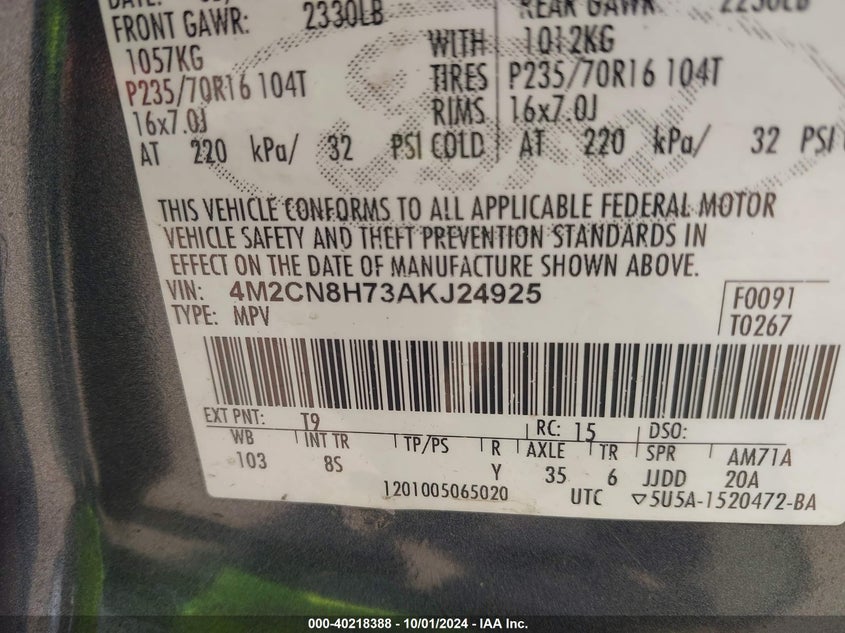 FRONT GAWR: 2330LB REAR GAWR: 2230LB
1057KG WITH 1012KG
P235/70R16 104T TIRES P235/70R16 104T
16x7.0J RIMS 16x7.0J
AT 220 kPa/ 32 PSI COLD AT 220 kPa/ 32 PSI
THIS VEHICLE CONFORMS TO ALL APPLICABLE FEDERAL MOTOR
VEHICLE SAFETY AND THEFT PREVENTION STANDARDS IN
EFFECT ON THE DATE OF MANUFACTURE SHOWN ABOVE.
VIN: 4M2CN8H73AKJ24925 F0091
TYPE: MPV T0267
EXT PNT: T9 RC: 15 DSO:
WB INT TR TP/PS R AXLE TR SPR AM71A
103 8S Y 35 6 JJDD 20A
1201005065020 UTC ▽5U5A-1520472-BA
000-40218388 - 10/01/2024 - IAA Inc.